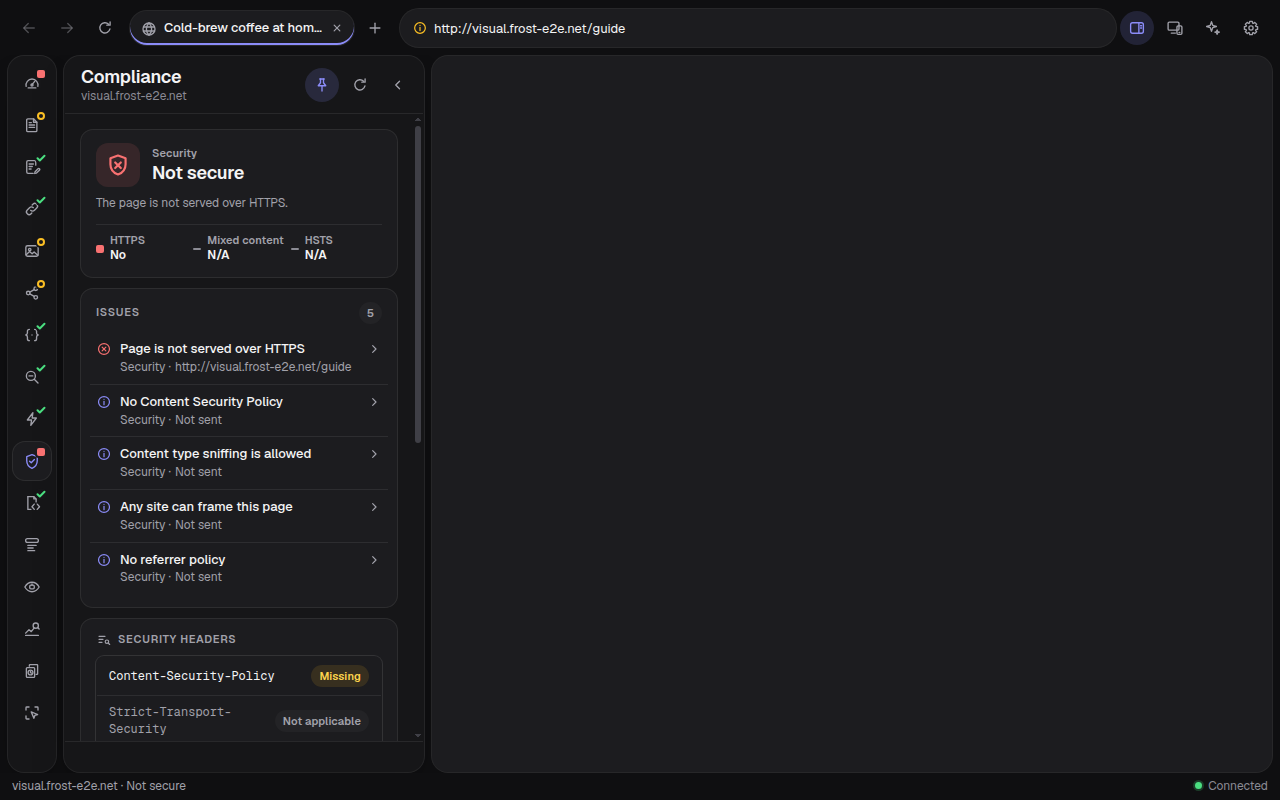 Cold-brew coffee at hom...
http://visual.frost-e2e.net/guide
Compliance
visual.frost-e2e.net
Security
Not secure
The page is not served over HTTPS.
HTTPS
No
Mixed content
N/A
HSTS
N/A
ISSUES
5
Page is not served over HTTPS
Security · http://visual.frost-e2e.net/guide
No Content Security Policy
Security · Not sent
Content type sniffing is allowed
Security · Not sent
Any site can frame this page
Security · Not sent
No referrer policy
Security · Not sent
SECURITY HEADERS
Content-Security-Policy
Missing
Strict-Transport-
Security
Not applicable
visual.frost-e2e.net · Not secure
Connected